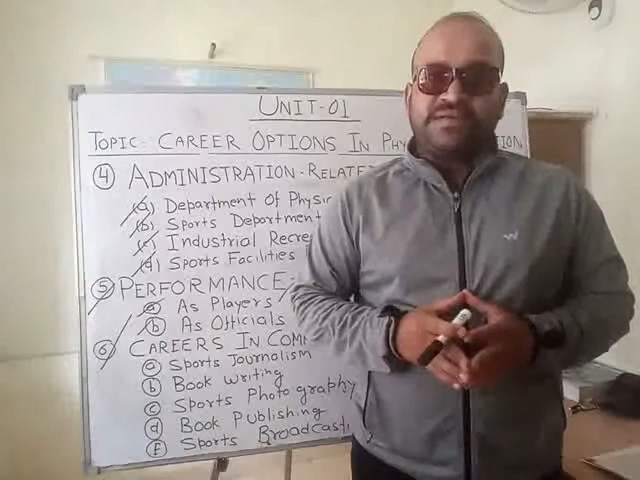 UNIT-01
TOPIC- CAREER OPTIONS IN PHY
④ ADMINISTRATION-RELATE
(a) Department Of Physic
(b) Sports Department
(c) Industrial Recre
(d) Sports Facilities
⑤ PERFORMANCE-
ⓐ As Players
ⓑ As Officials
⑥ CAREERS IN COM
ⓐ Sports Journalism
ⓑ Book Writing
ⓒ Sports Photography
ⓓ Book Publishing
ⓕ Sports Broadcast